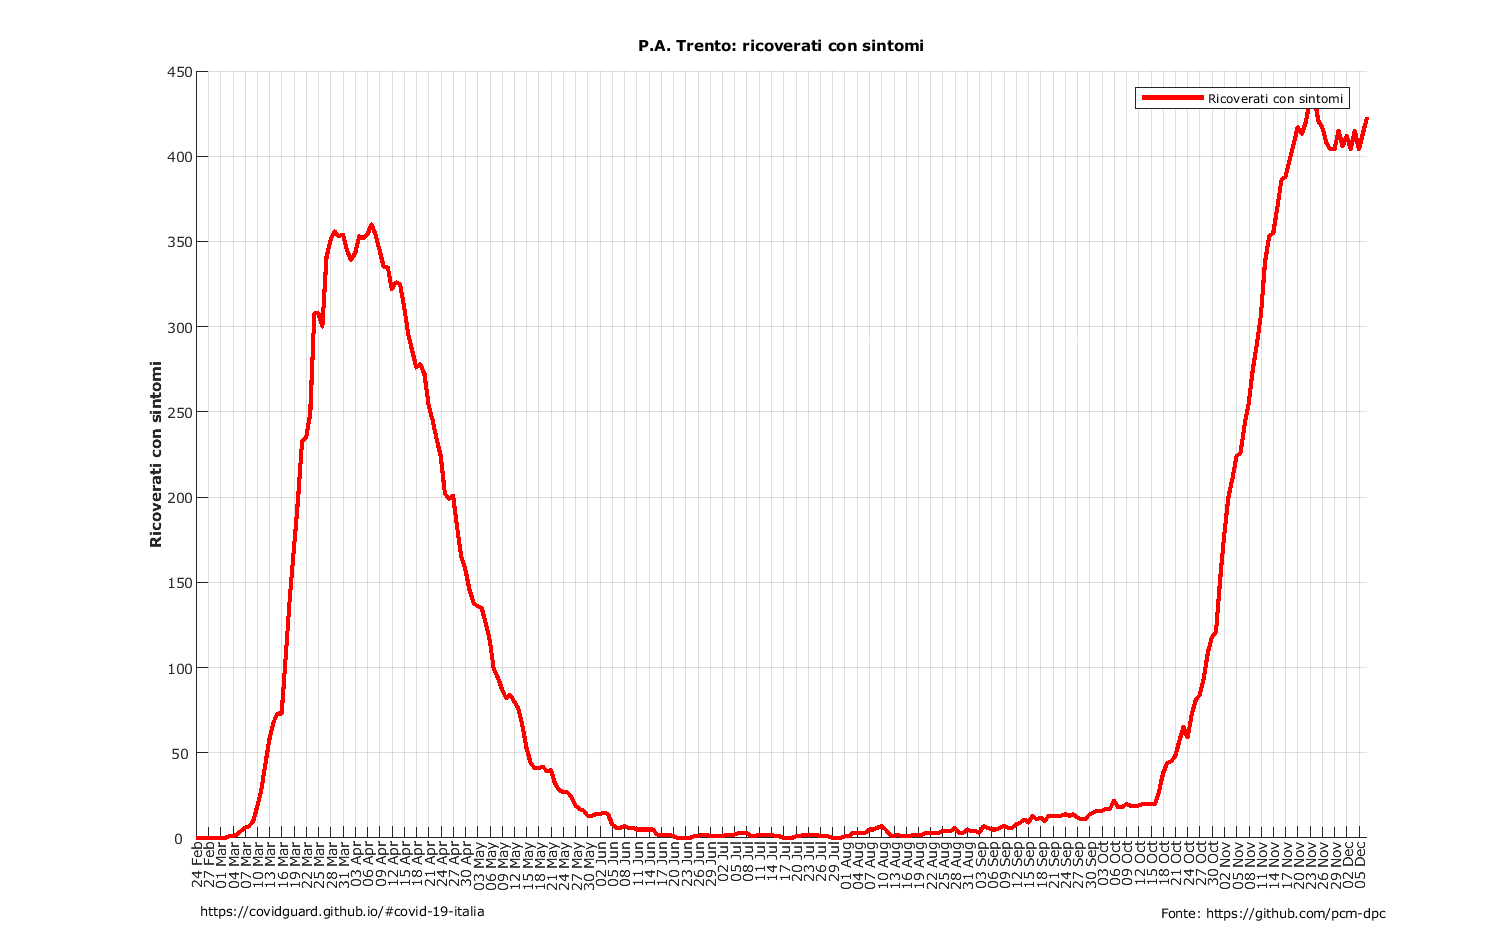 P.A. Trento: ricoverati con sintomi
450
400
350
300
250
200
150
100
50
0
Ricoverati con sintomi
Ricoverati con sintomi
24 Feb
27 Feb
01 Mar
04 Mar
07 Mar
10 Mar
13 Mar
16 Mar
19 Mar
22 Mar
25 Mar
28 Mar
31 Mar
03 Apr
06 Apr
09 Apr
12 Apr
15 Apr
18 Apr
21 Apr
24 Apr
27 Apr
30 Apr
03 May
06 May
09 May
12 May
15 May
18 May
21 May
24 May
27 May
30 May
02 Jun
05 Jun
08 Jun
11 Jun
14 Jun
17 Jun
20 Jun
23 Jun
26 Jun
29 Jun
02 Jul
05 Jul
08 Jul
11 Jul
14 Jul
17 Jul
20 Jul
23 Jul
26 Jul
29 Jul
01 Aug
04 Aug
07 Aug
10 Aug
13 Aug
16 Aug
19 Aug
22 Aug
25 Aug
28 Aug
31 Aug
03 Sep
06 Sep
09 Sep
12 Sep
15 Sep
18 Sep
21 Sep
24 Sep
27 Sep
30 Sep
03 Oct
06 Oct
09 Oct
12 Oct
15 Oct
18 Oct
21 Oct
24 Oct
27 Oct
30 Oct
02 Nov
05 Nov
08 Nov
11 Nov
14 Nov
17 Nov
20 Nov
23 Nov
26 Nov
29 Nov
02 Dec
05 Dec
https://covidguard.github.io/#covid-19-italia
Fonte: https://github.com/pcm-dpc